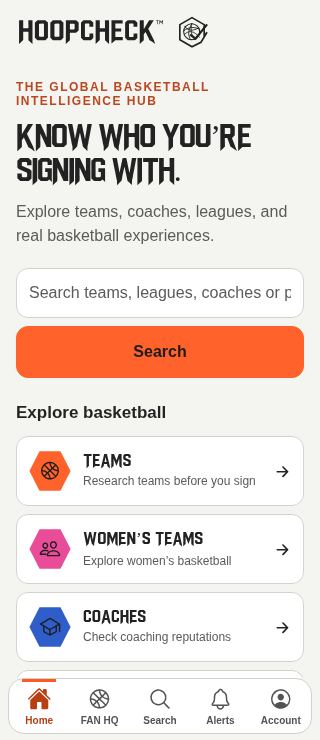 HOOPCHECK™
THE GLOBAL BASKETBALL
INTELLIGENCE HUB
KNOW WHO YOU’RE
SIGNING WITH.
Explore teams, coaches, leagues, and
real basketball experiences.
Search teams, leagues, coaches or p
Search
Explore basketball
TEAMS
Research teams before you sign
WOMEN’S TEAMS
Explore women’s basketball
COACHES
Check coaching reputations
Home
FAN HQ
Search
Alerts
Account